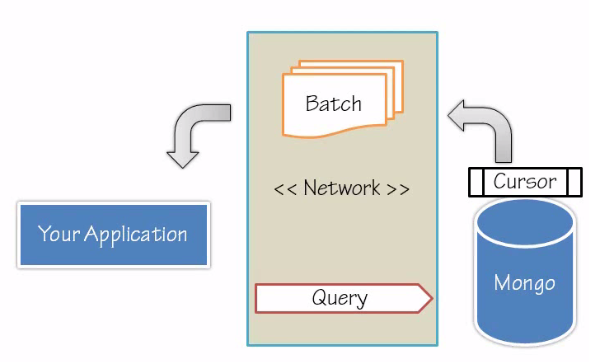 Batch
<< Network >>
Cursor
Your Application
Mongo
Query